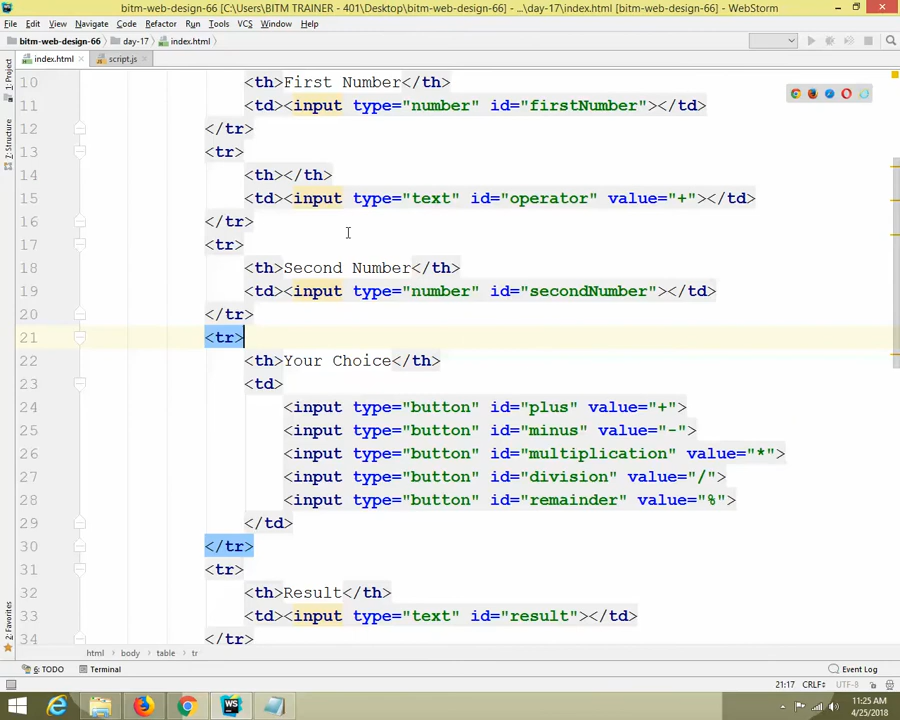 bitm-web-design-66 [C:\Users\BITM TRAINER - 401\Desktop\bitm-web-design-66] - ...\day-17\index.html [bitm-web-design-66] - WebStorm
File Edit View Navigate Code Refactor Run Tools VCS Window Help
bitm-web-design-66 day-17 index.html
index.html script.js
1: Project
7: Structure
2: Favorites
10 <th>First Number</th>
11 <td><input type="number" id="firstNumber"></td>
12 </tr>
13 <tr>
14 <th></th>
15 <td><input type="text" id="operator" value="+"></td>
16 </tr>
17 <tr>
18 <th>Second Number</th>
19 <td><input type="number" id="secondNumber"></td>
20 </tr>
21 <tr>
22 <th>Your Choice</th>
23 <td>
24 <input type="button" id="plus" value="+">
25 <input type="button" id="minus" value="-">
26 <input type="button" id="multiplication" value="*">
27 <input type="button" id="division" value="/">
28 <input type="button" id="remainder" value="%">
29 </td>
30 </tr>
31 <tr>
32 <th>Result</th>
33 <td><input type="text" id="result"></td>
34 </tr>
html body table tr
6: TODO Terminal Event Log
21:17 CRLF UTF-8
WS
11:25 AM
4/25/2018